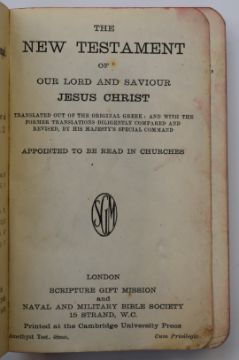 THE
NEW TESTAMENT
OF
OUR LORD AND SAVIOUR
JESUS CHRIST
TRANSLATED OUT OF THE ORIGINAL GREEK: AND WITH THE
FORMER TRANSLATIONS DILIGENTLY COMPARED AND
REVISED, BY HIS MAJESTY'S SPECIAL COMMAND
APPOINTED TO BE READ IN CHURCHES
SGM
LONDON
SCRIPTURE GIFT MISSION
and
NAVAL AND MILITARY BIBLE SOCIETY
15 STRAND, W.C.
Printed at the Cambridge University Press
Amethyst Test. Cum Privilegio